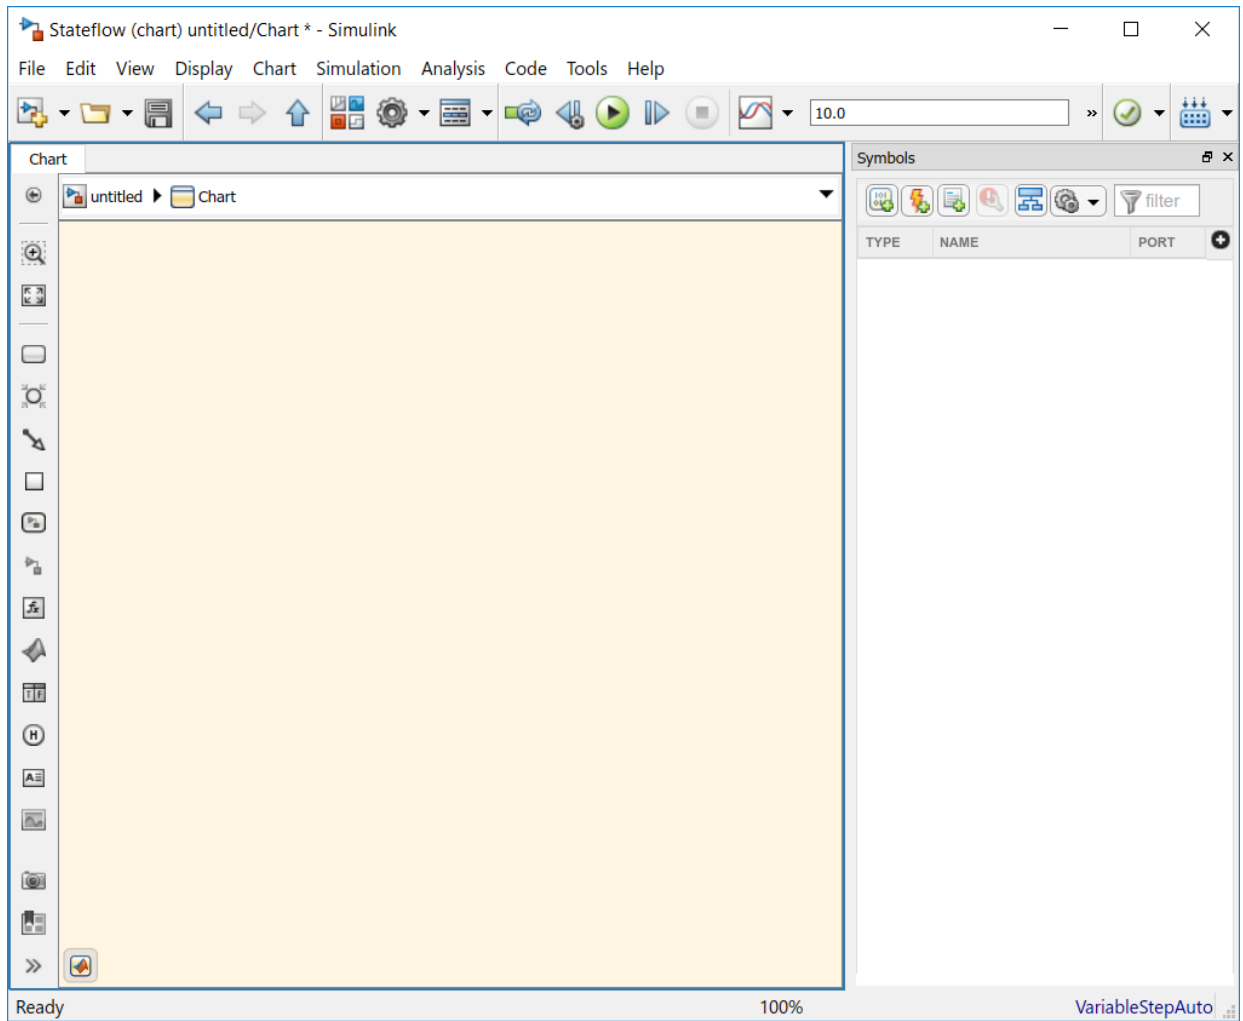 Stateflow (chart) untitled/Chart * - Simulink
File Edit View Display Chart Simulation Analysis Code Tools Help
10.0
»
Chart
Symbols
untitled Chart
filter
TYPE NAME PORT
fx
T F
H
A
Ready 100% VariableStepAuto